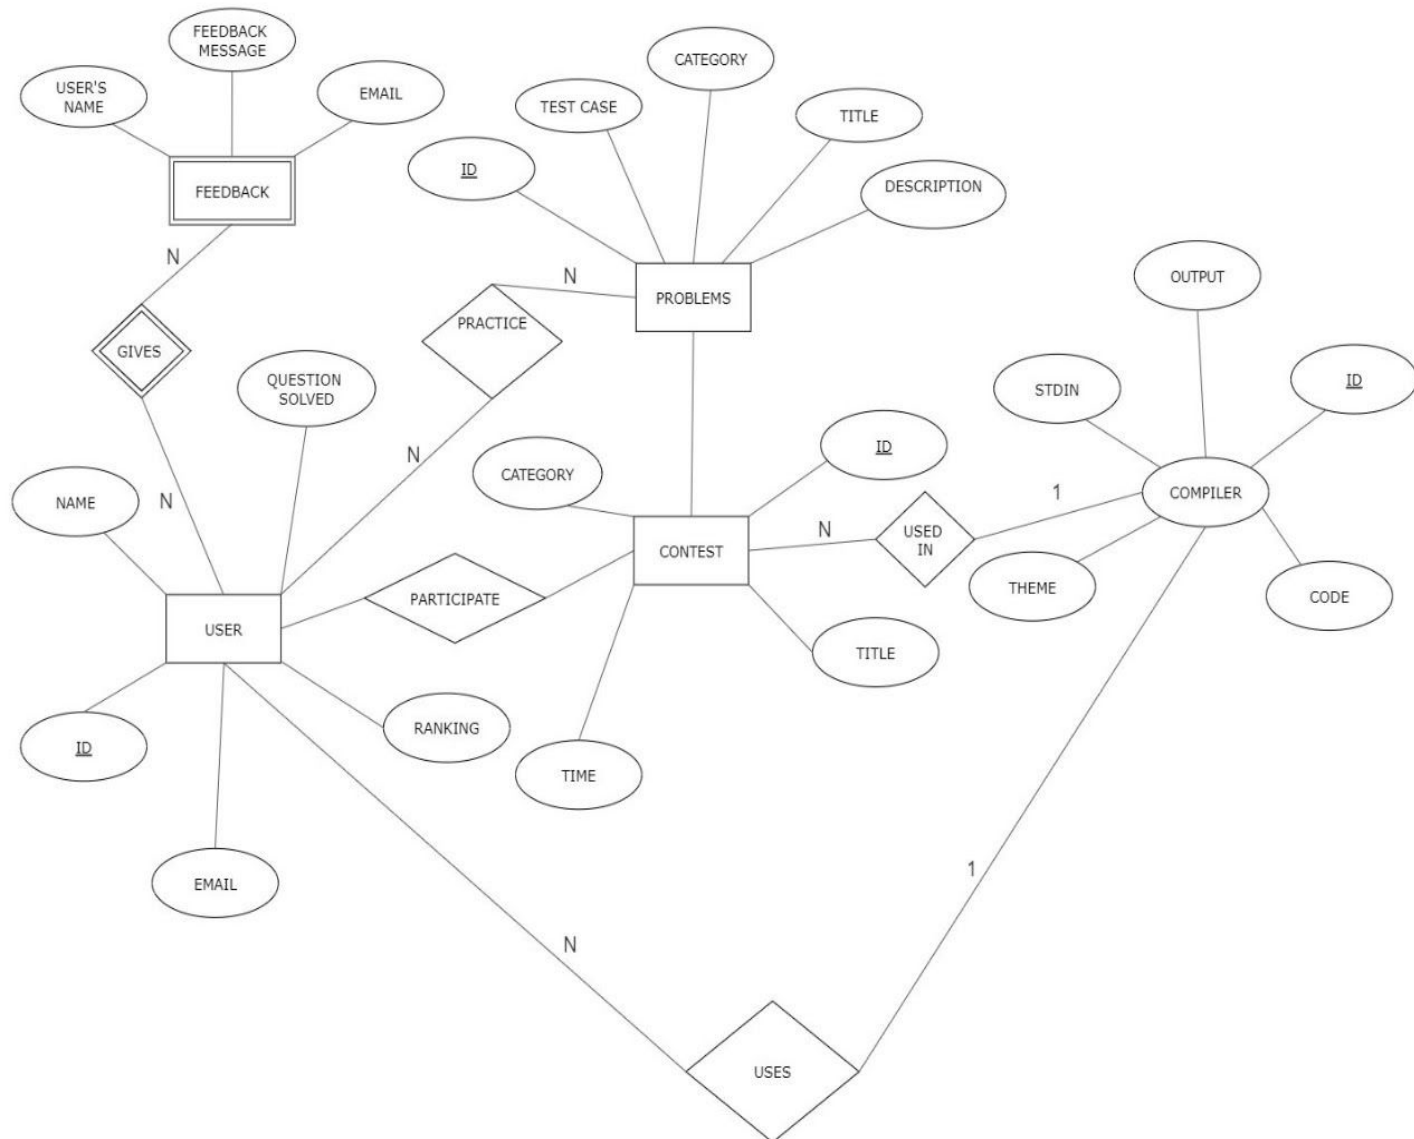 FEEDBACK
MESSAGE
USER'S
NAME
EMAIL
CATEGORY
TEST CASE
TITLE
ID
DESCRIPTION
FEEDBACK
N
N
PROBLEMS
OUTPUT
PRACTICE
GIVES
QUESTION
SOLVED
STDIN
ID
ID
N
CATEGORY
NAME
N
1
COMPILER
N
USED
IN
CONTEST
THEME
CODE
PARTICIPATE
USER
TITLE
RANKING
ID
TIME
EMAIL
1
N
USES